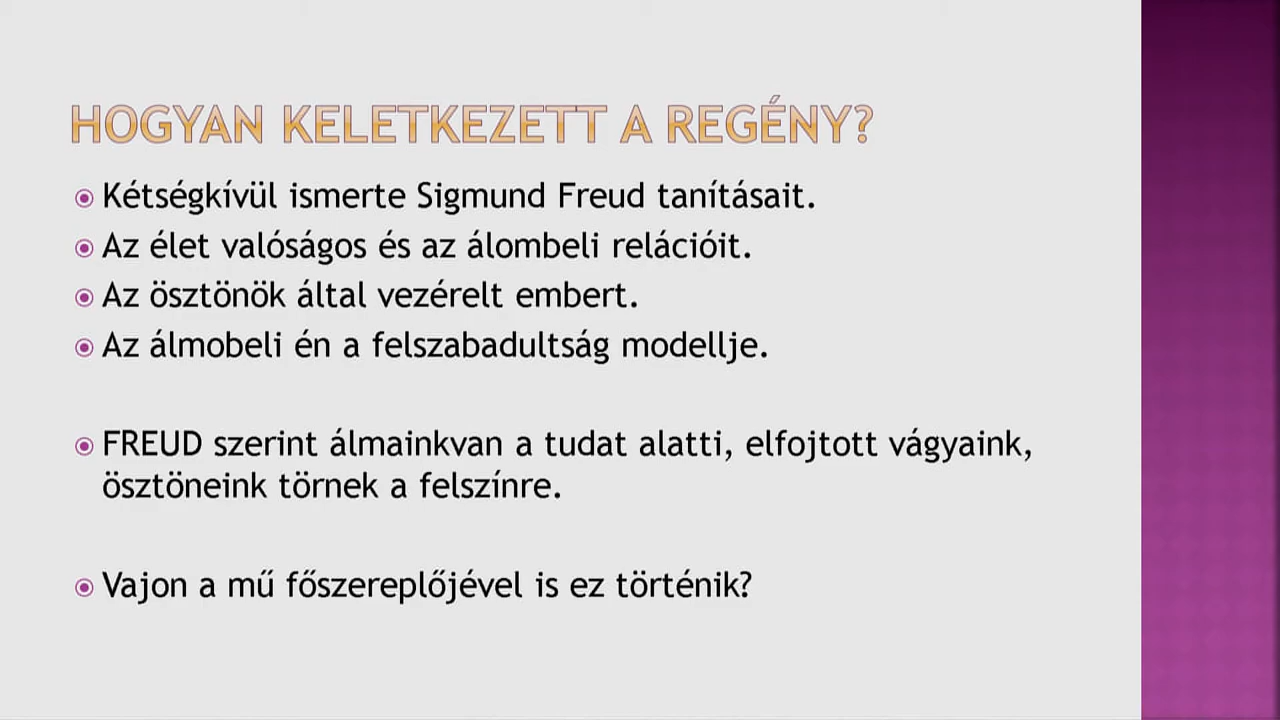 HOGYAN KELETKEZETT A REGÉNY?
Kétségkívül ismerte Sigmund Freud tanításait.
Az élet valóságos és az álombeli relációit.
Az ösztönök által vezérelt embert.
Az álmobeli én a felszabadultság modellje.
FREUD szerint álmainkvan a tudat alatti, elfojtott vágyaink,
ösztöneink törnek a felszínre.
Vajon a mű főszereplőjével is ez történik?